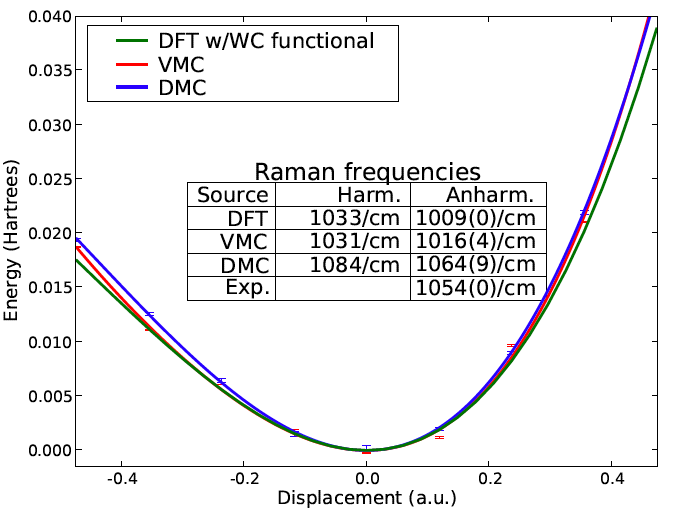 0.040
0.035
0.030
0.025
0.020
0.015
0.010
0.005
0.000
Energy (Hartrees)
DFT w/WC functional
VMC
DMC
Raman frequencies
Source Harm. Anharm.
DFT 1033/cm 1009(0)/cm
VMC 1031/cm 1016(4)/cm
DMC 1084/cm 1064(9)/cm
Exp. 1054(0)/cm
-0.4 -0.2 0.0 0.2 0.4
Displacement (a.u.)